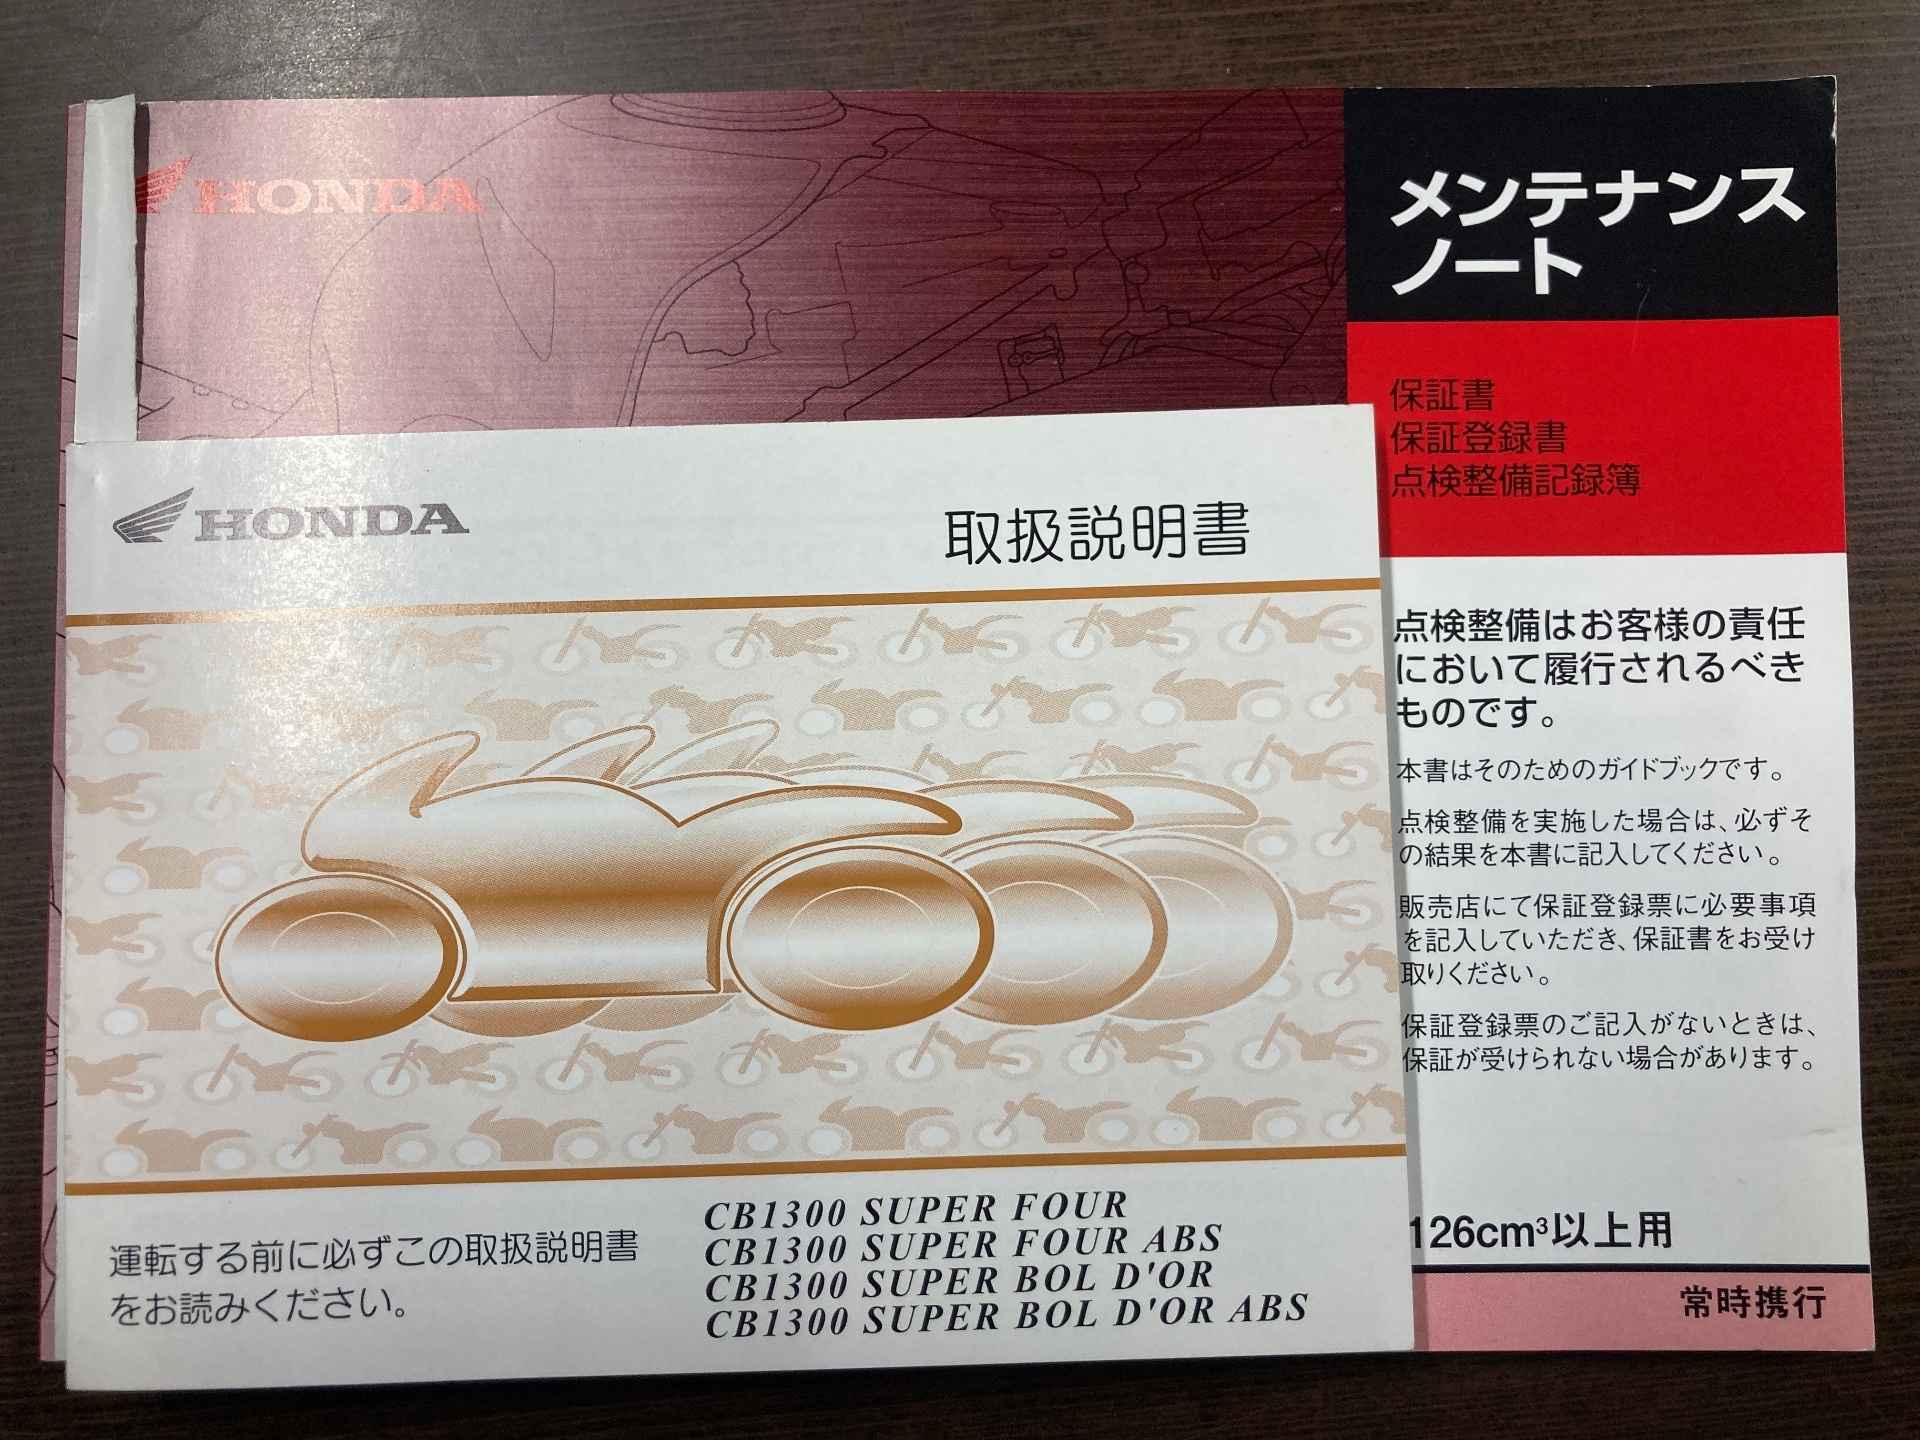 HONDA
メンテナンス
ノート
保証書
保証登録書
点検整備記録簿
点検整備はお客様の責任
において履行されるべき
ものです。
本書はそのためのガイドブックです。
点検整備を実施した場合は、必ずそ
の結果を本書に記入してください。
販売店にて保証登録票に必要事項
を記入していただき、保証書をお受け
取りください。
保証登録票のご記入がないときは、
保証が受けられない場合があります。
126cm³以上用
常時携行
HONDA
取扱説明書
運転する前に必ずこの取扱説明書
をお読みください。
CB1300 SUPER FOUR
CB1300 SUPER FOUR ABS
CB1300 SUPER BOL D'OR
CB1300 SUPER BOL D'OR ABS